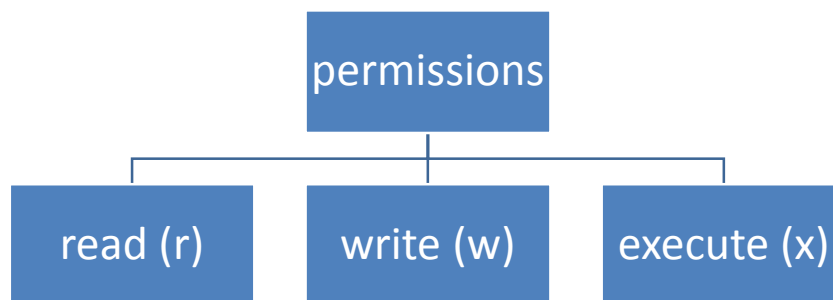 permissions
read (r)
write (w)
execute (x)